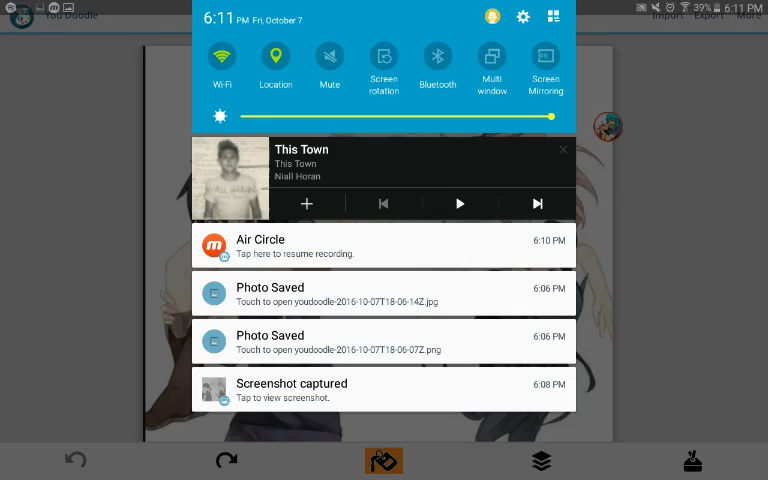 You Doodle
Import Export More
39% 6:11 PM
6:11 PM Fri, October 7
Wi-Fi
Location
Mute
Screen rotation
Bluetooth
Multi window
Screen Mirroring
This Town
This Town
Niall Horan
Air Circle 6:10 PM
Tap here to resume recording.
Photo Saved 6:06 PM
Touch to open youdoodle-2016-10-07T18-06-14Z.jpg
Photo Saved 6:06 PM
Touch to open youdoodle-2016-10-07T18-06-07Z.png
Screenshot captured 6:08 PM
Tap to view screenshot.